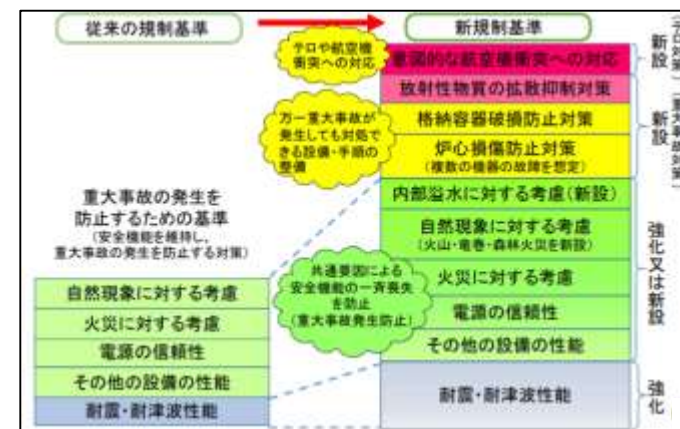 従来の規制基準
新規制基準
テロや航空機
衝突への対応
意図的な航空機衝突への対応
放射性物質の拡散抑制対策
万一重大事故が
発生しても対処で
きる設備・手順の
整備
格納容器破損防止対策
炉心損傷防止対策
(複数の機器の故障を想定)
内部溢水に対する考慮(新設)
自然現象に対する考慮
(火山・竜巻・森林火災を新設)
火災に対する考慮
電源の信頼性
その他の設備の性能
耐震・耐津波性能
重大事故の発生を
防止するための基準
(安全機能を維持し、
重大事故の発生を防止する対策)
共通要因による
安全機能の一斉喪失
を防止
(重大事故発生防止)
自然現象に対する考慮
火災に対する考慮
電源の信頼性
その他の設備の性能
耐震・耐津波性能
新設
(テロ対策)
新設
(重大事故対策)
強化又は新設
強化